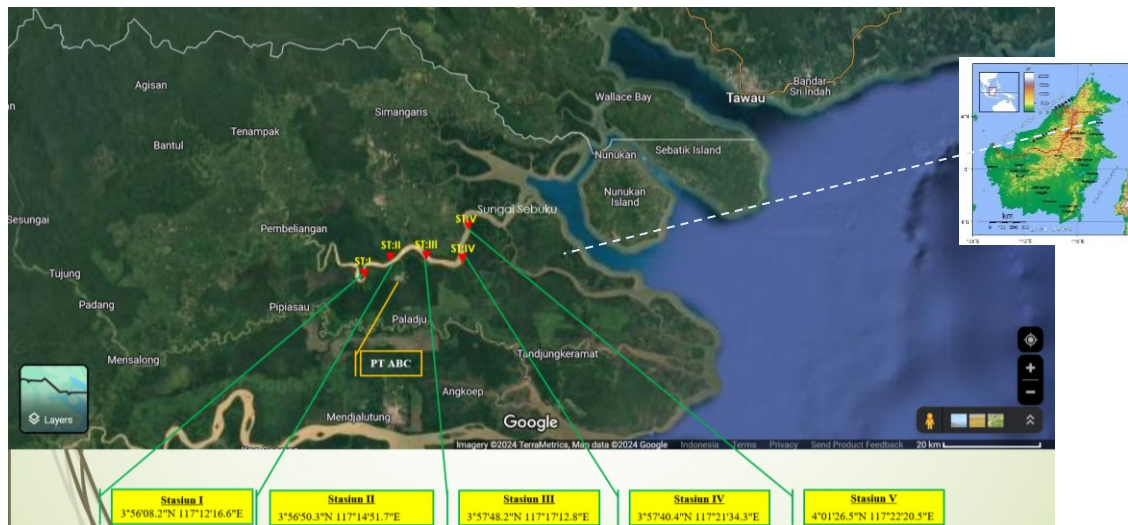 Agisan
Simangaris
Wallace Bay
Tawau
Bandar
Sri Indah
Tenampak
Bantul
Nunukan
Sebatik Island
Nunukan
Island
Sesungai
Sungai Sebuku
ST:V
Pembeliangan
ST:II
ST:III
ST:IV
ST:I
Tujung
Padang
Pipiasau
Paladju
Mensalong
PT ABC
Tandjungkeramat
Angkoep
Layers
Mendjalutung
Google
Imagery ©2024 TerraMetrics, Map data ©2024 Google Indonesia Terms Privacy Send Product Feedback 20 km
km
Stasiun I
3°56'08.2"N 117°12'16.6"E
Stasiun II
3°56'50.3"N 117°14'51.7"E
Stasiun III
3°57'48.2"N 117°17'12.8"E
Stasiun IV
3°57'40.4"N 117°21'34.3"E
Stasiun V
4°01'26.5"N 117°22'20.5"E